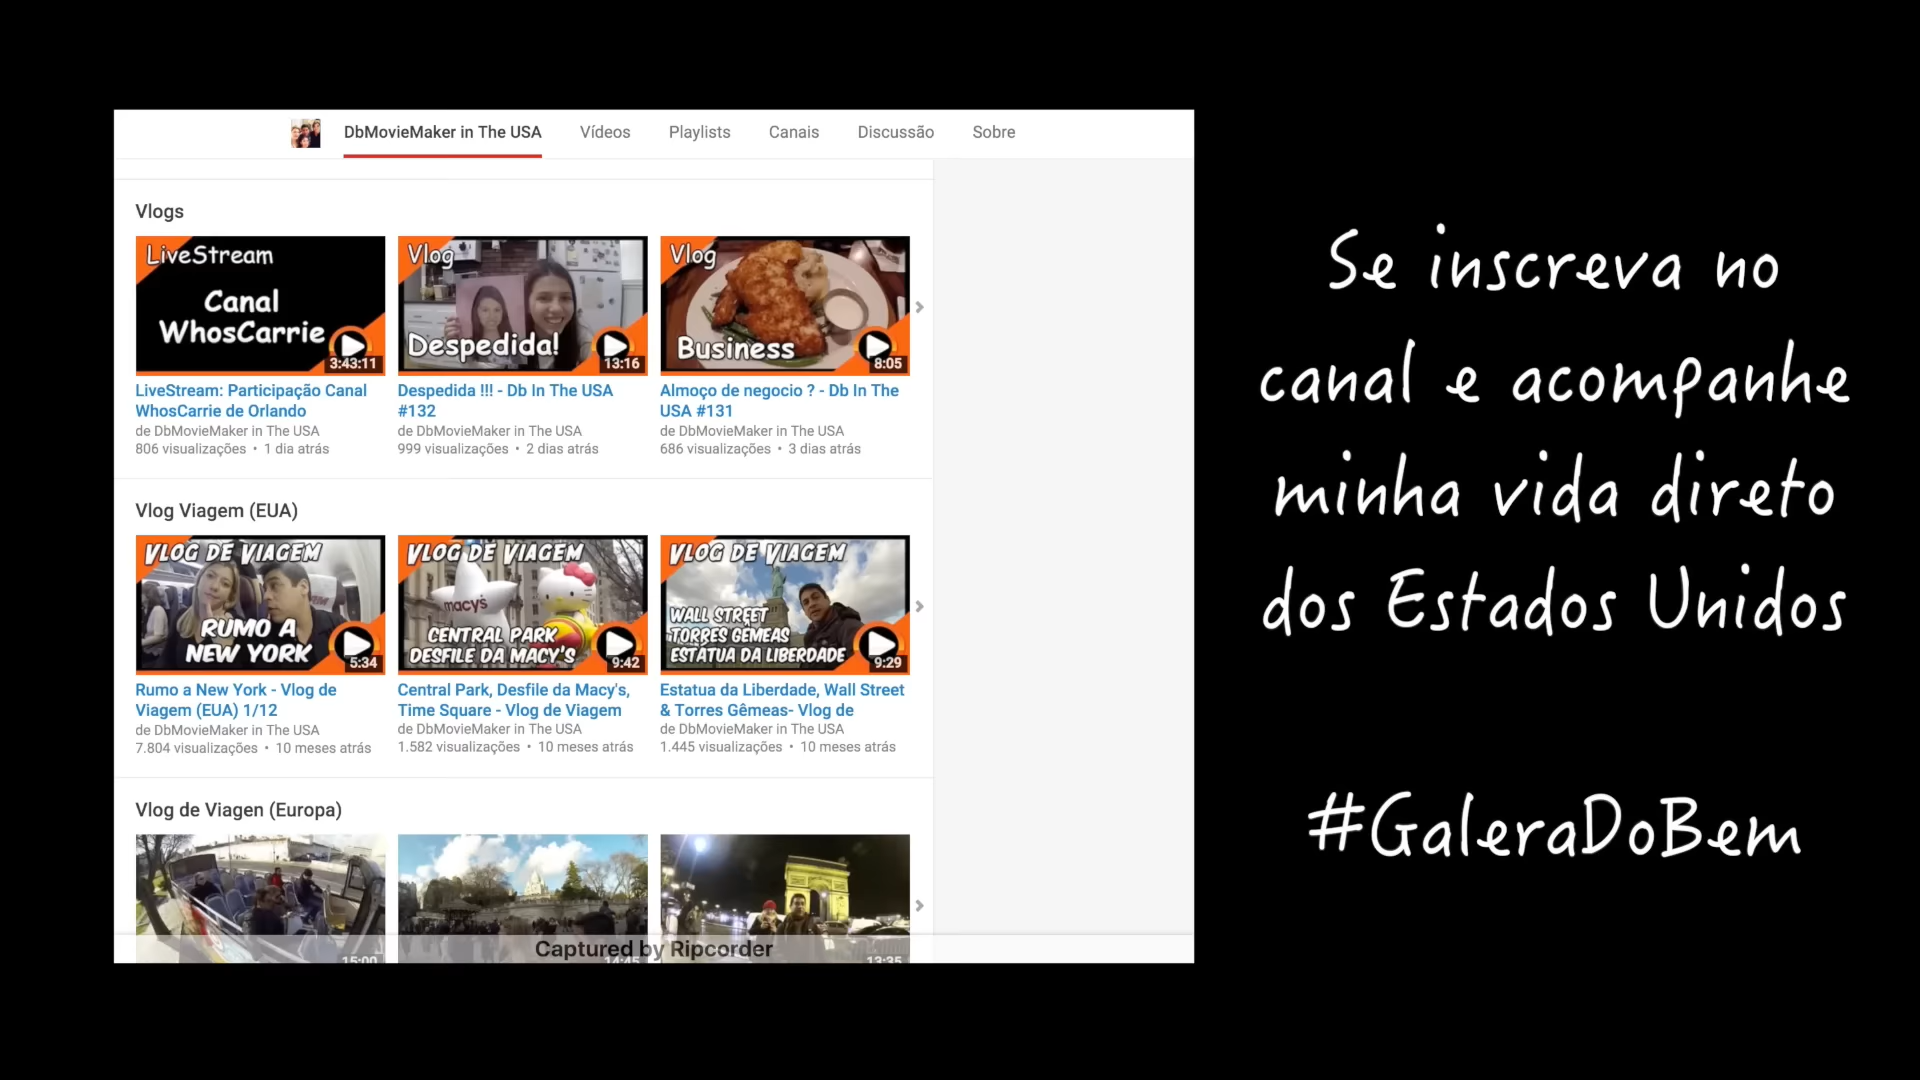 DbMovieMaker in The USA Vídeos Playlists Canais Discussão Sobre
Vlogs
LiveStream
Canal
WhosCarrie
3:43:11
Vlog
Despedida!
13:16
Vlog
Business
8:05
LiveStream: Participação Canal
WhosCarrie de Orlando
de DbMovieMaker in The USA
806 visualizações • 1 dia atrás
Despedida !!! - Db In The USA
#132
de DbMovieMaker in The USA
999 visualizações • 2 dias atrás
Almoço de negocio ? - Db In The
USA #131
de DbMovieMaker in The USA
686 visualizações • 3 dias atrás
Vlog Viagem (EUA)
VLOG DE VIAGEM
RUMO A
NEW YORK
5:34
VLOG DE VIAGEM
macy's
CENTRAL PARK
DESFILE DA MACY'S
9:42
VLOG DE VIAGEM
WALL STREET
TORRES GÊMEAS
ESTÁTUA DA LIBERDADE
9:29
Rumo a New York - Vlog de
Viagem (EUA) 1/12
de DbMovieMaker in The USA
7.804 visualizações • 10 meses atrás
Central Park, Desfile da Macy's,
Time Square - Vlog de Viagem
de DbMovieMaker in The USA
1.582 visualizações • 10 meses atrás
Estatua da Liberdade, Wall Street
& Torres Gêmeas- Vlog de
de DbMovieMaker in The USA
1.445 visualizações • 10 meses atrás
Vlog de Viagen (Europa)
15:00
14:45
13:35
Captured by Ripcorder
Se inscreva no
canal e acompanhe
minha vida direto
dos Estados Unidos
#GaleraDoBem